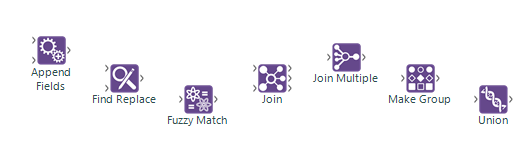 Append
Fields
Find Replace
Fuzzy Match
Join
Join Multiple
Make Group
Union